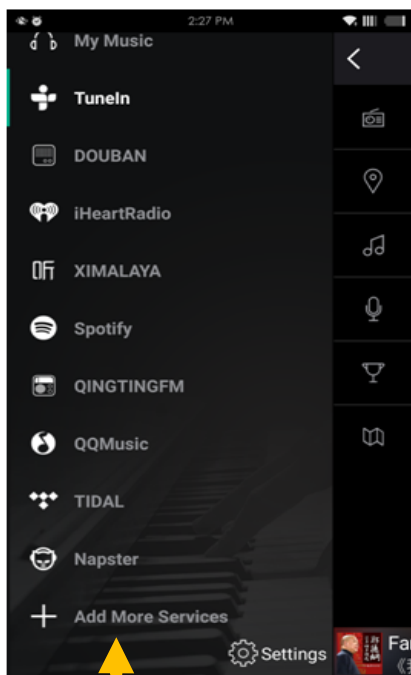 2:27 PM
My Music
TuneIn
DOUBAN
iHeartRadio
XIMALAYA
Spotify
QINGTINGFM
QQMusic
TIDAL
Napster
Add More Services
Settings
Fa